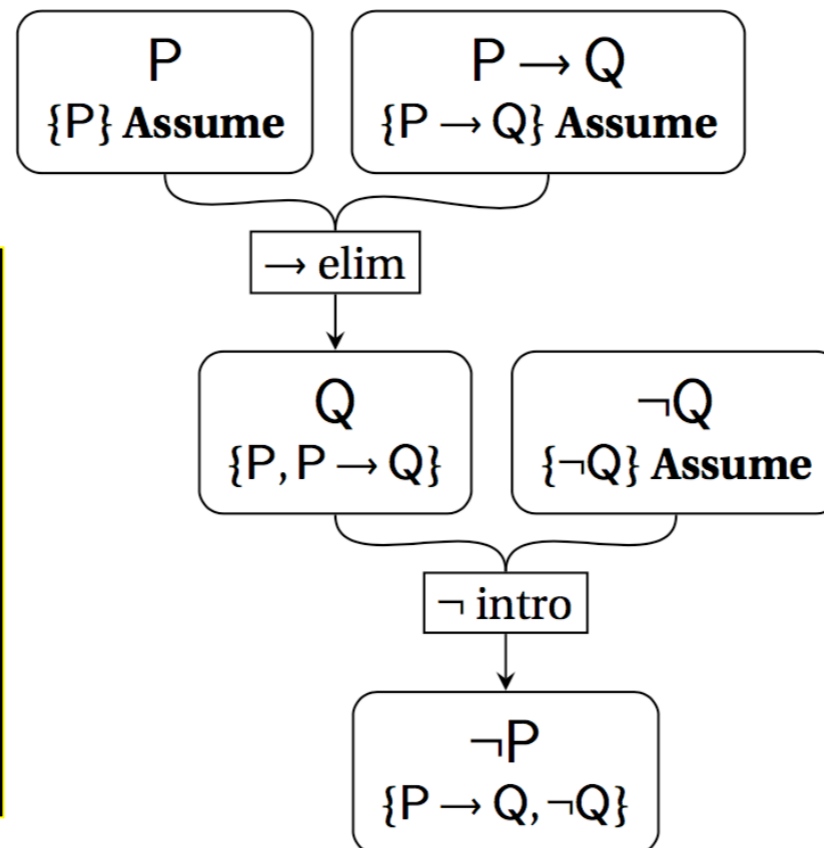 P
{P} Assume
P → Q
{P → Q} Assume
→ elim
Q
{P, P → Q}
¬Q
{¬Q} Assume
¬ intro
¬P
{P → Q, ¬Q}